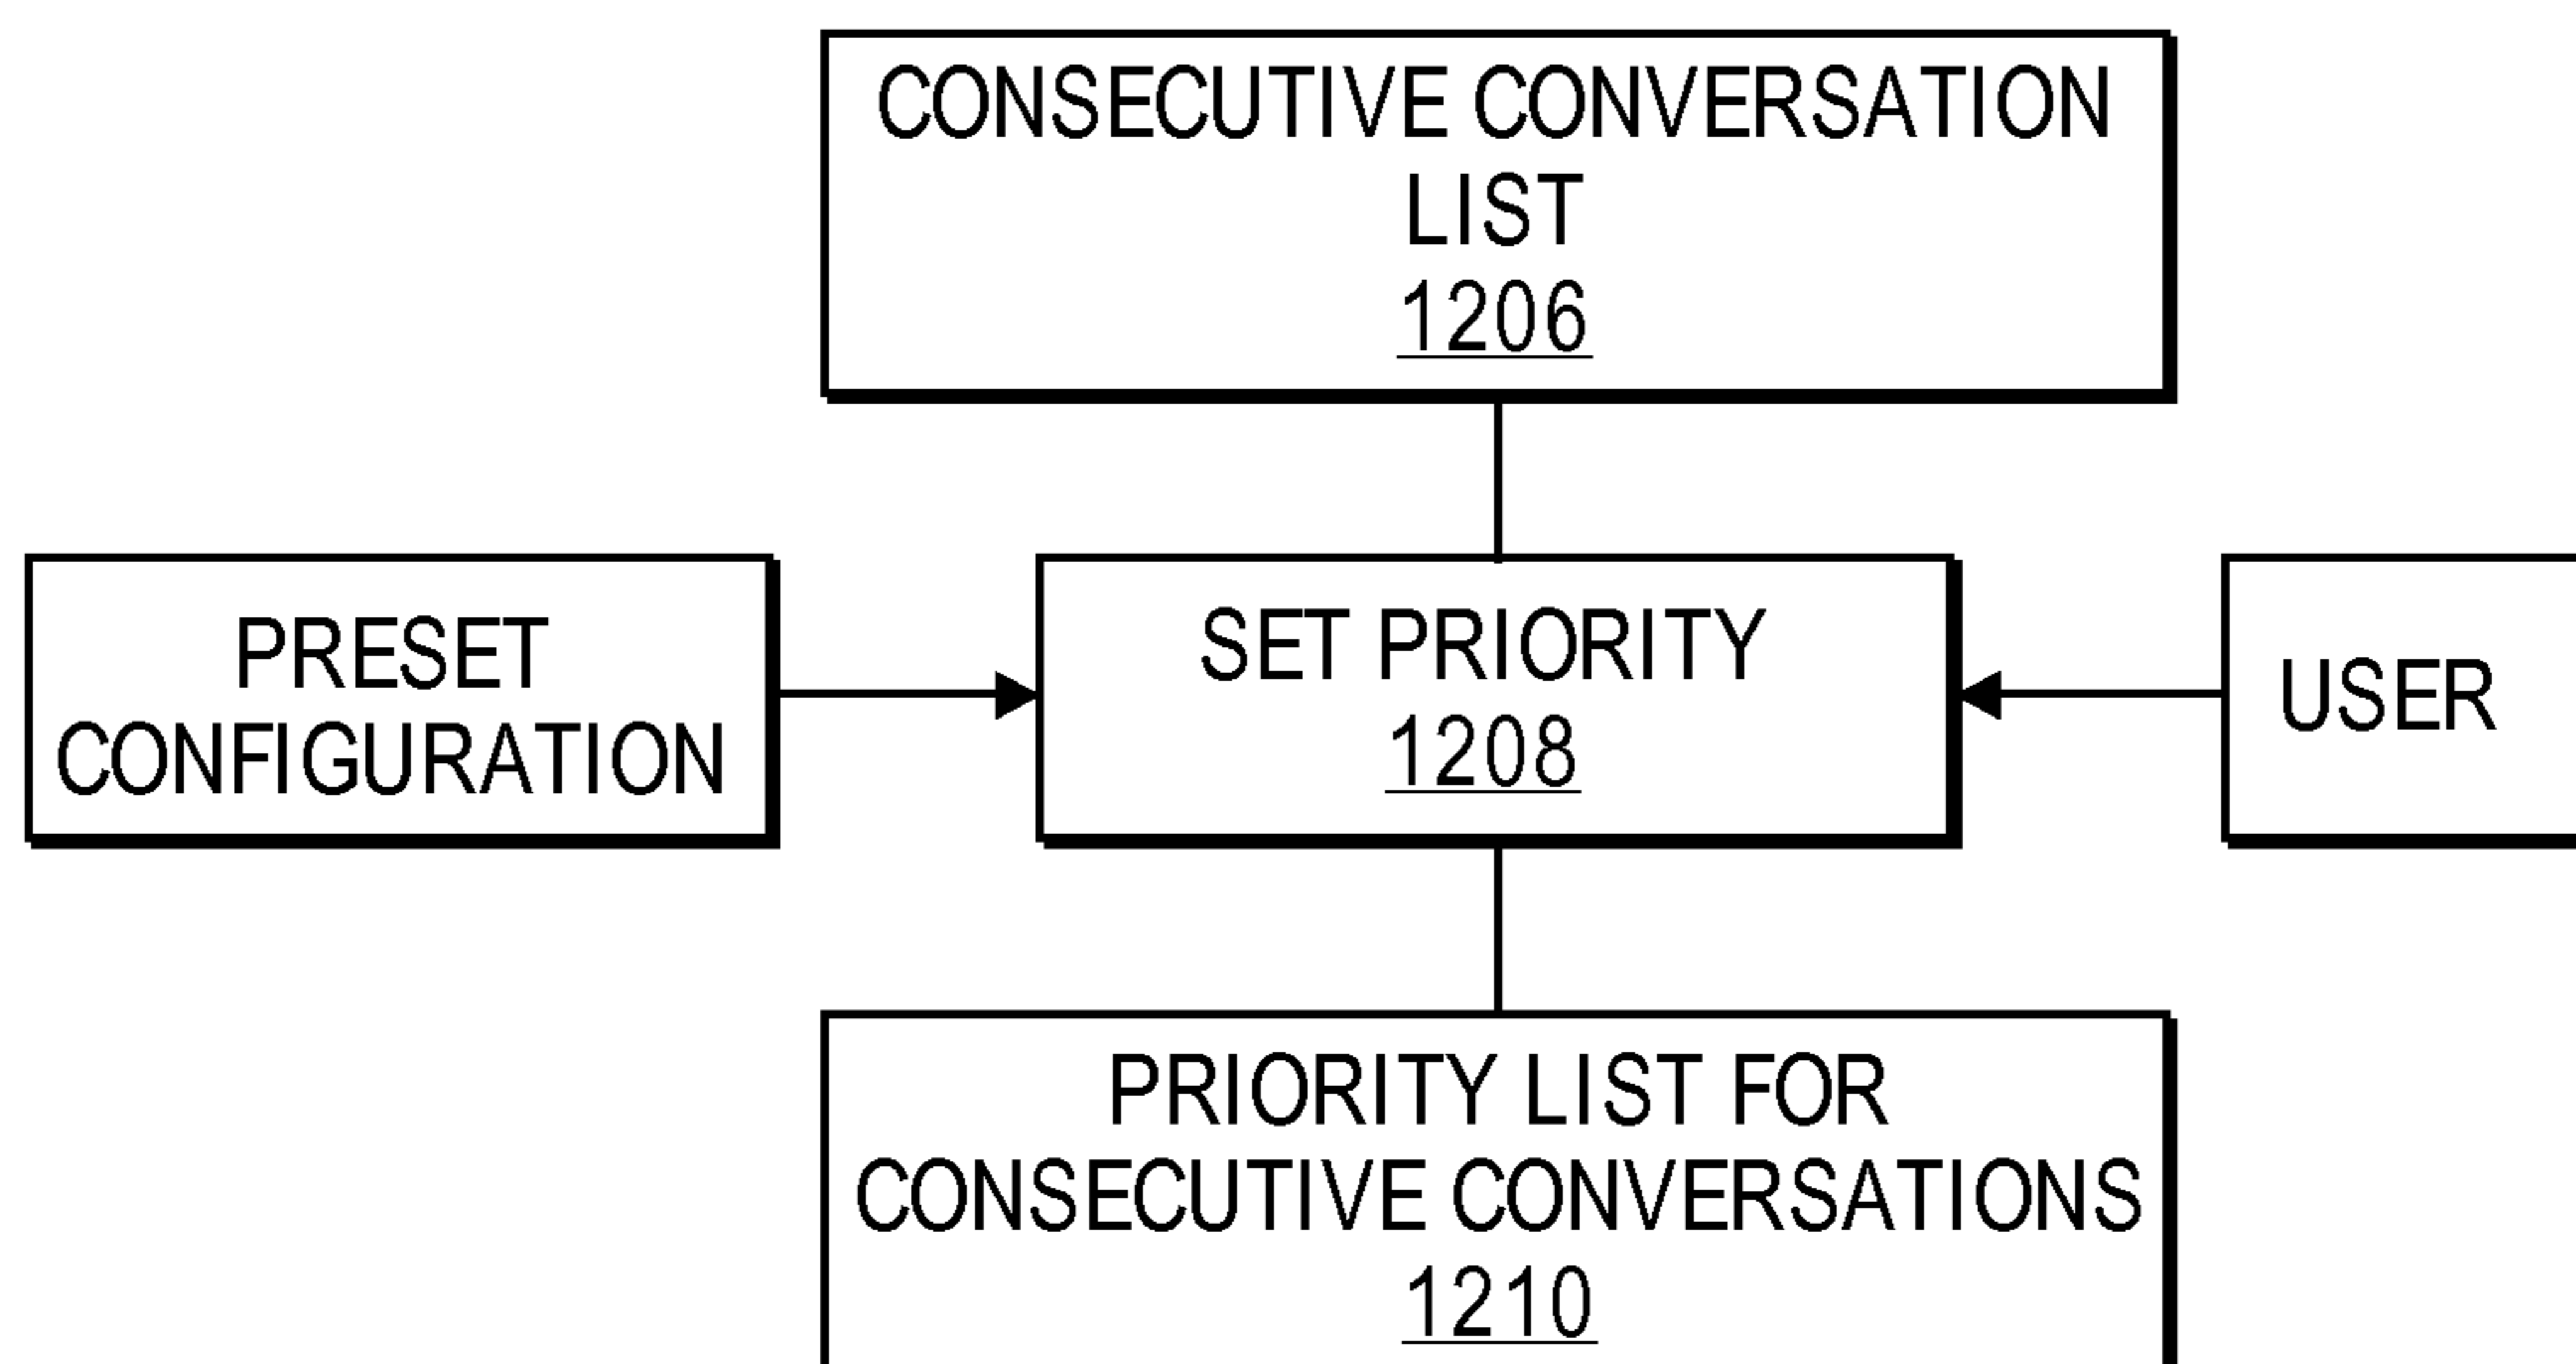 CONSECUTIVE CONVERSATION
LIST
1206
PRESET
CONFIGURATION
SET PRIORITY
1208
USER
PRIORITY LIST FOR
CONSECUTIVE CONVERSATIONS
1210